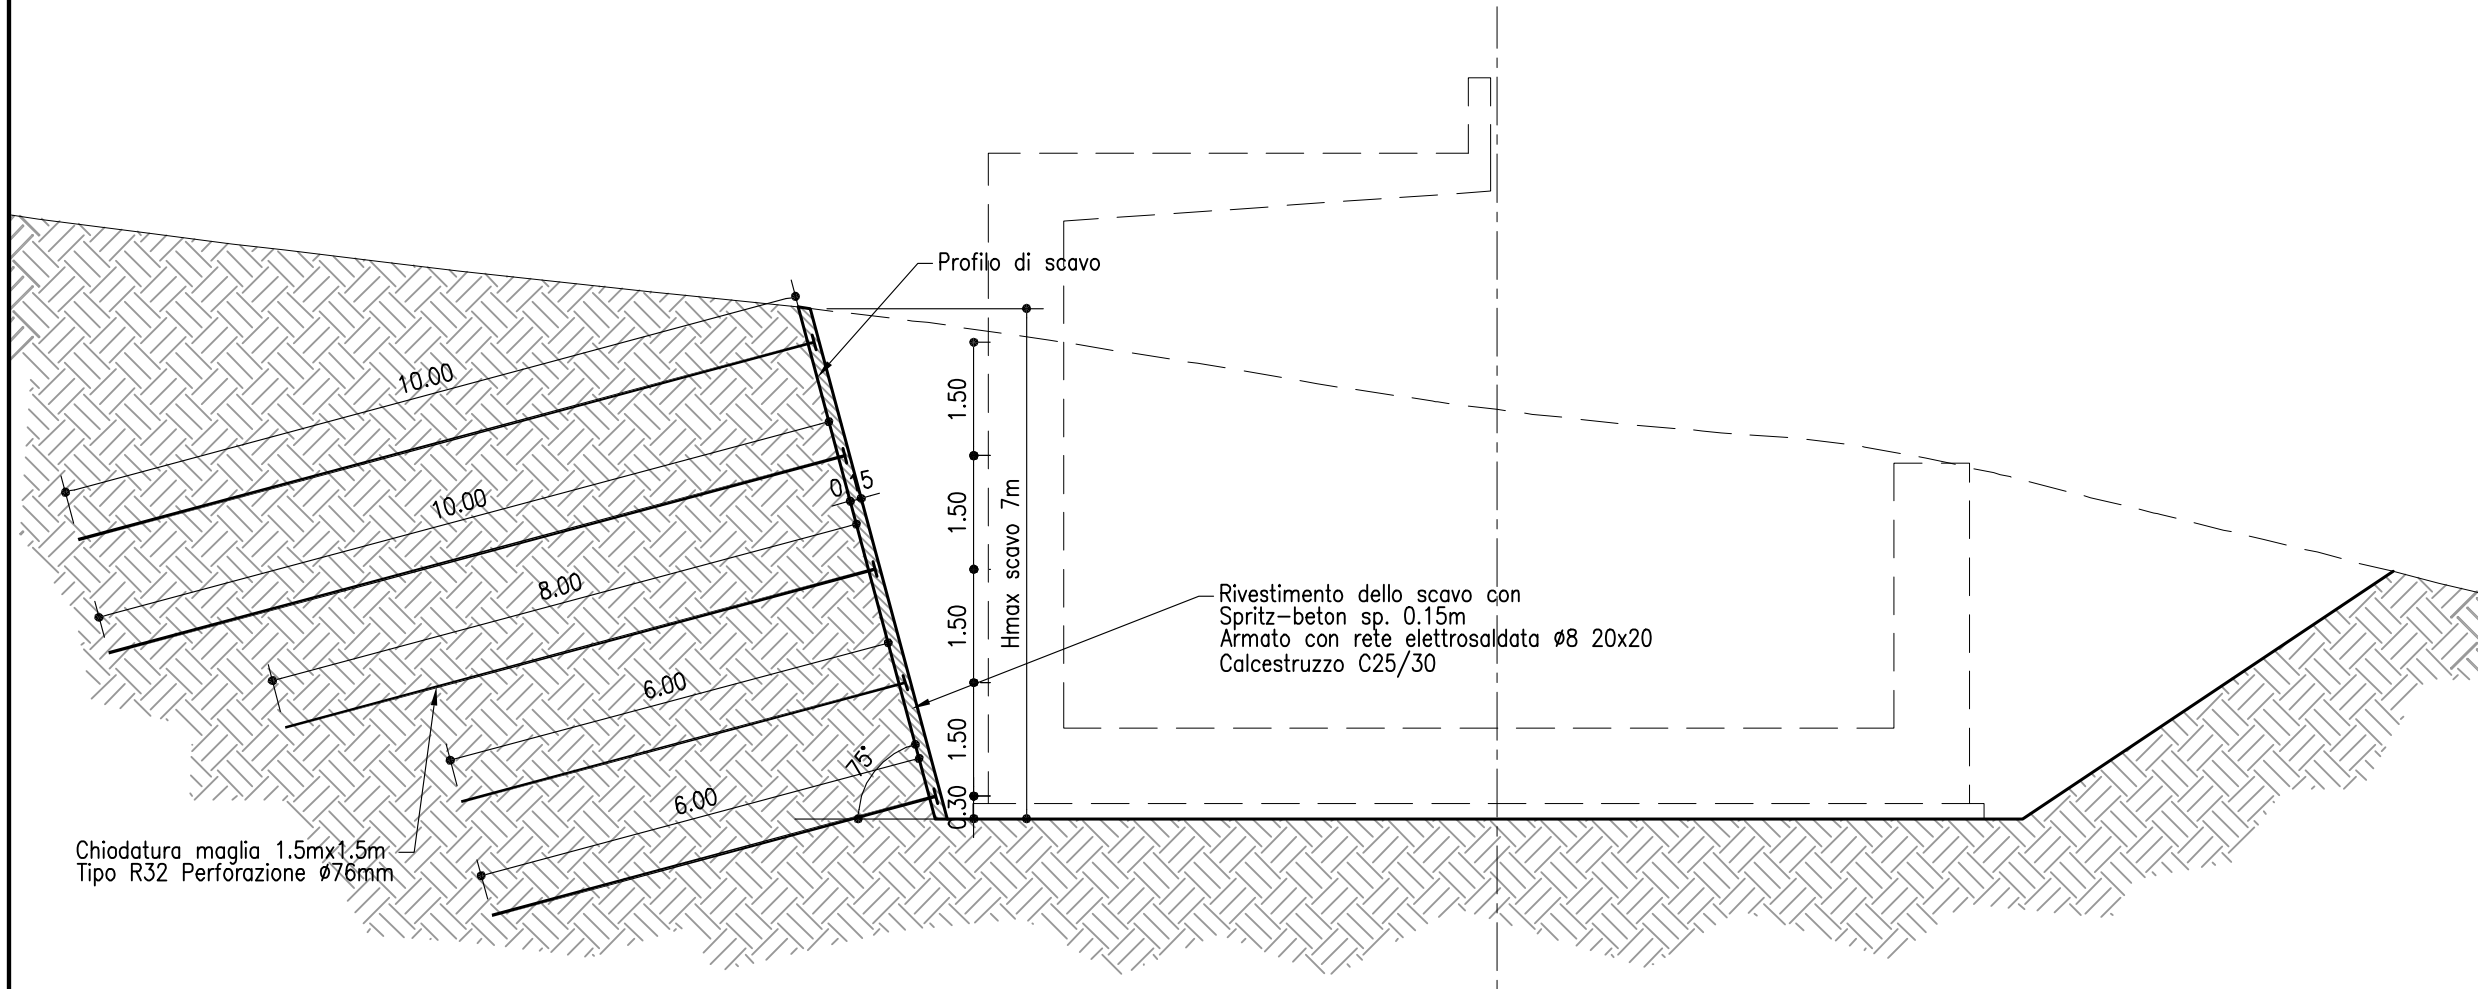 Profilo di scavo
10.00
1.50
10.00
0.15
1.50
Hmax scavo 7m
8.00
Rivestimento dello scavo con
Spritz-beton sp. 0.15m
Armato con rete elettrosaldata Ø8 20x20
Calcestruzzo C25/30
1.50
6.00
1.50
75°
6.00
0.30
Chiodatura maglia 1.5mx1.5m
Tipo R32 Perforazione Ø76mm